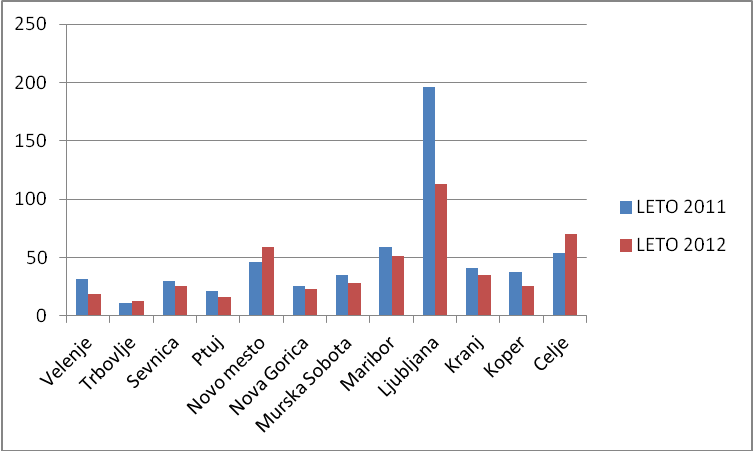 250
200
150
100
50
0
Velenje
Trbovlje
Sevnica
Ptuj
Novo mesto
Nova Gorica
Murska Sobota
Maribor
Ljubljana
Kranj
Koper
Celje
LETO 2011
LETO 2012